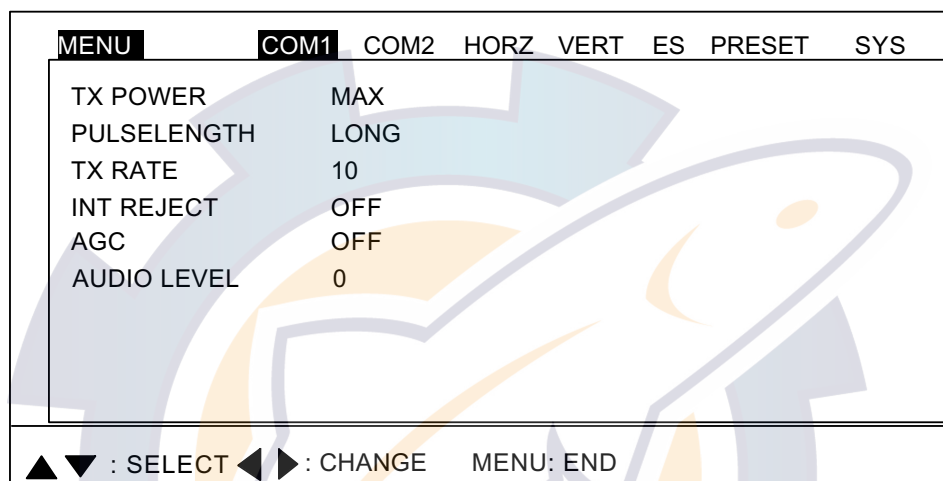 MENU COM1 COM2 HORZ VERT ES PRESET SYS
TX POWER MAX
PULSELENGTH LONG
TX RATE 10
INT REJECT OFF
AGC OFF
AUDIO LEVEL 0
▲ ▼ : SELECT ◀ ▶ : CHANGE MENU: END